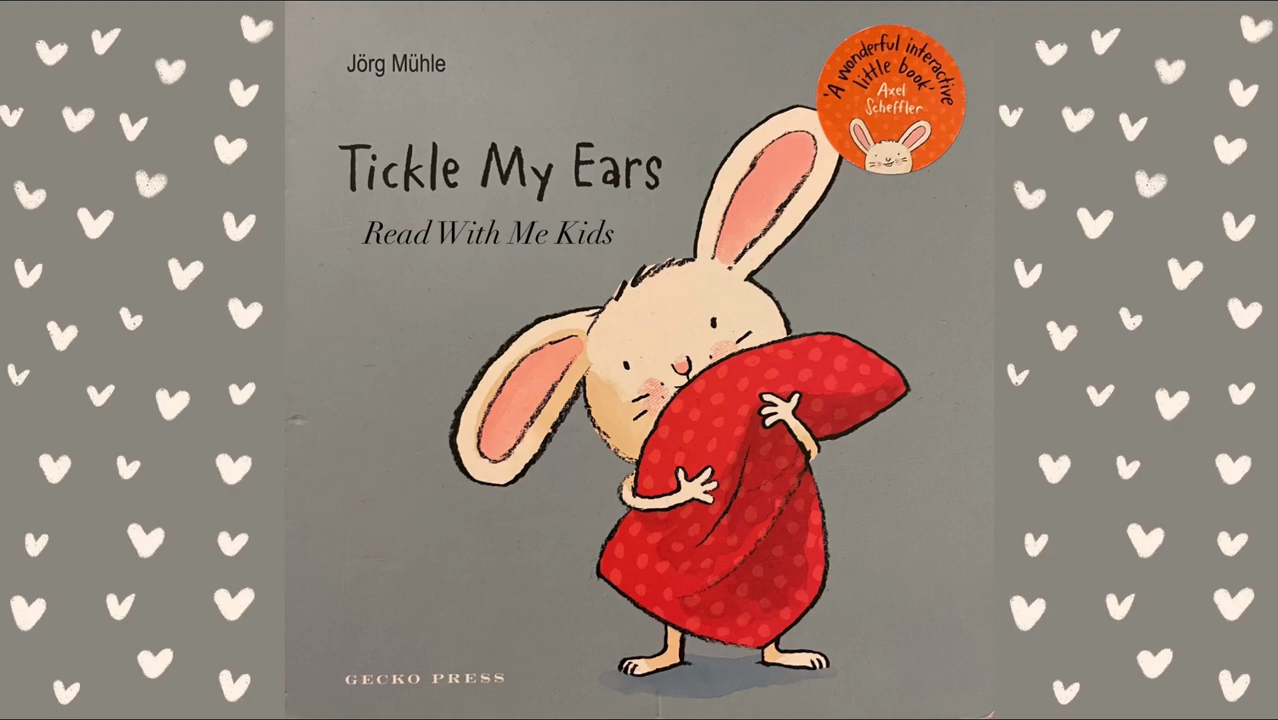 Jörg Mühle
'A wonderful interactive
little book'
Axel
Scheffler
Tickle My Ears
Read With Me Kids
GECKO PRESS